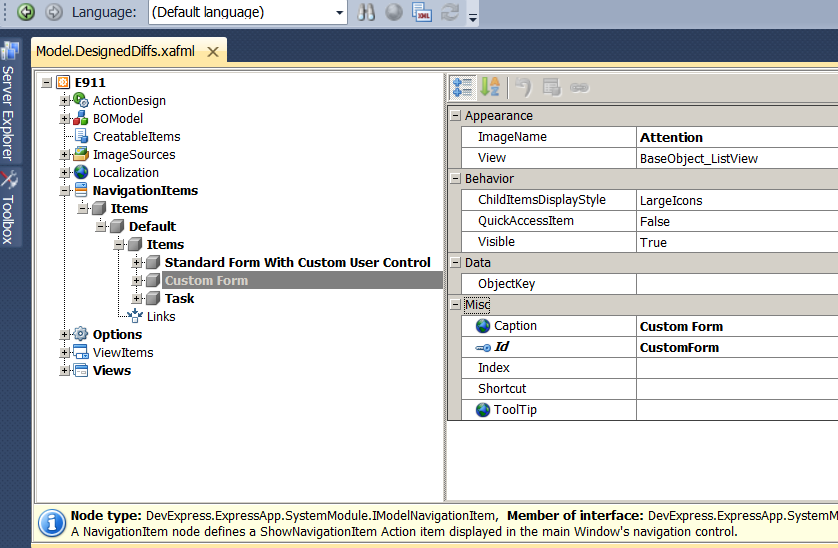 Language: (Default language)
Model.DesignedDiffs.xafml
Server Explorer
Toolbox
E911
ActionDesign
BOModel
CreatableItems
ImageSources
Localization
NavigationItems
Items
Default
Items
Standard Form With Custom User Control
Custom Form
Task
Links
Options
ViewItems
Views
Appearance
ImageName Attention
View BaseObject_ListView
Behavior
ChildItemsDisplayStyle LargeIcons
QuickAccessItem False
Visible True
Data
ObjectKey
Misc
Caption Custom Form
Id CustomForm
Index
Shortcut
ToolTip
Node type: DevExpress.ExpressApp.SystemModule.IModelNavigationItem, Member of interface: DevExpress.ExpressApp.SystemM
A NavigationItem node defines a ShowNavigationItem Action item displayed in the main Window's navigation control.